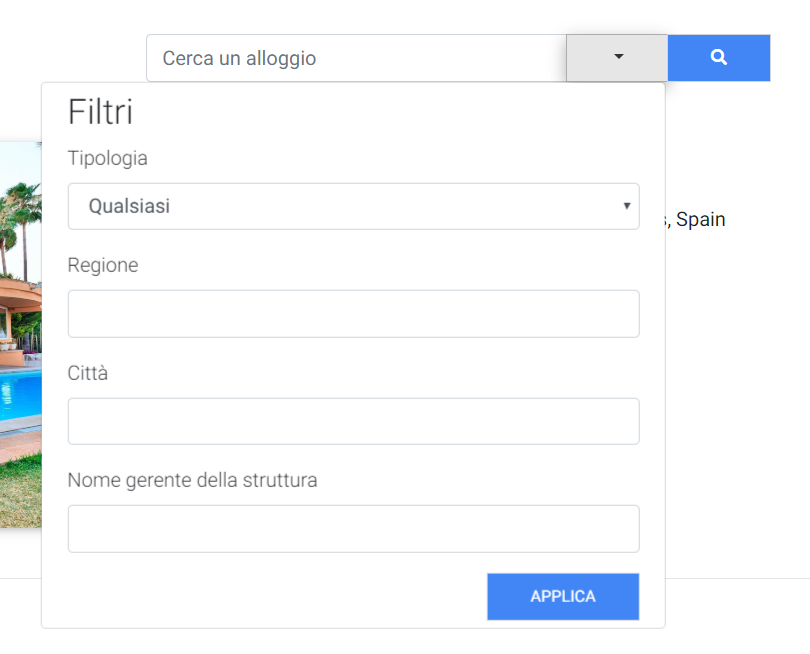 Cerca un alloggio
Filtri
Tipologia
Qualsiasi
, Spain
Regione
Città
Nome gerente della struttura
APPLICA